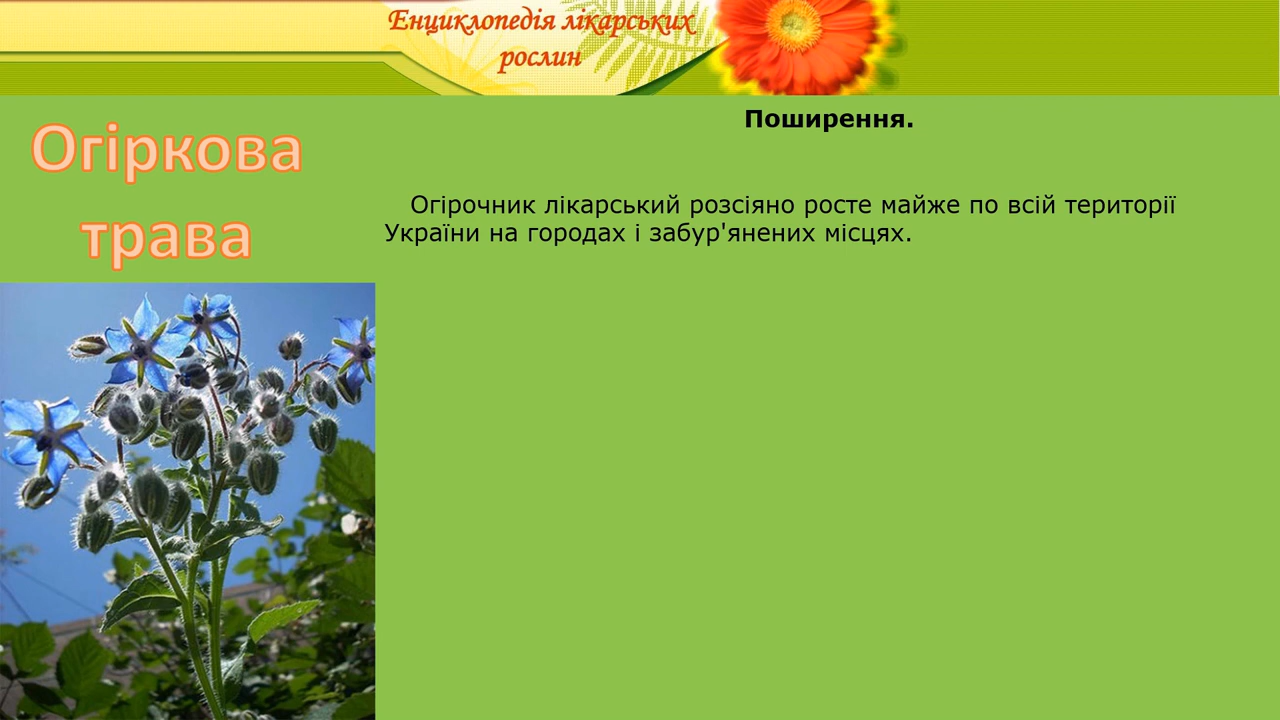 Енциклопедія лікарських
рослин
Огіркова
трава
Поширення.
Огірочник лікарський розсіяно росте майже по всій території
України на городах і забур'янених місцях.